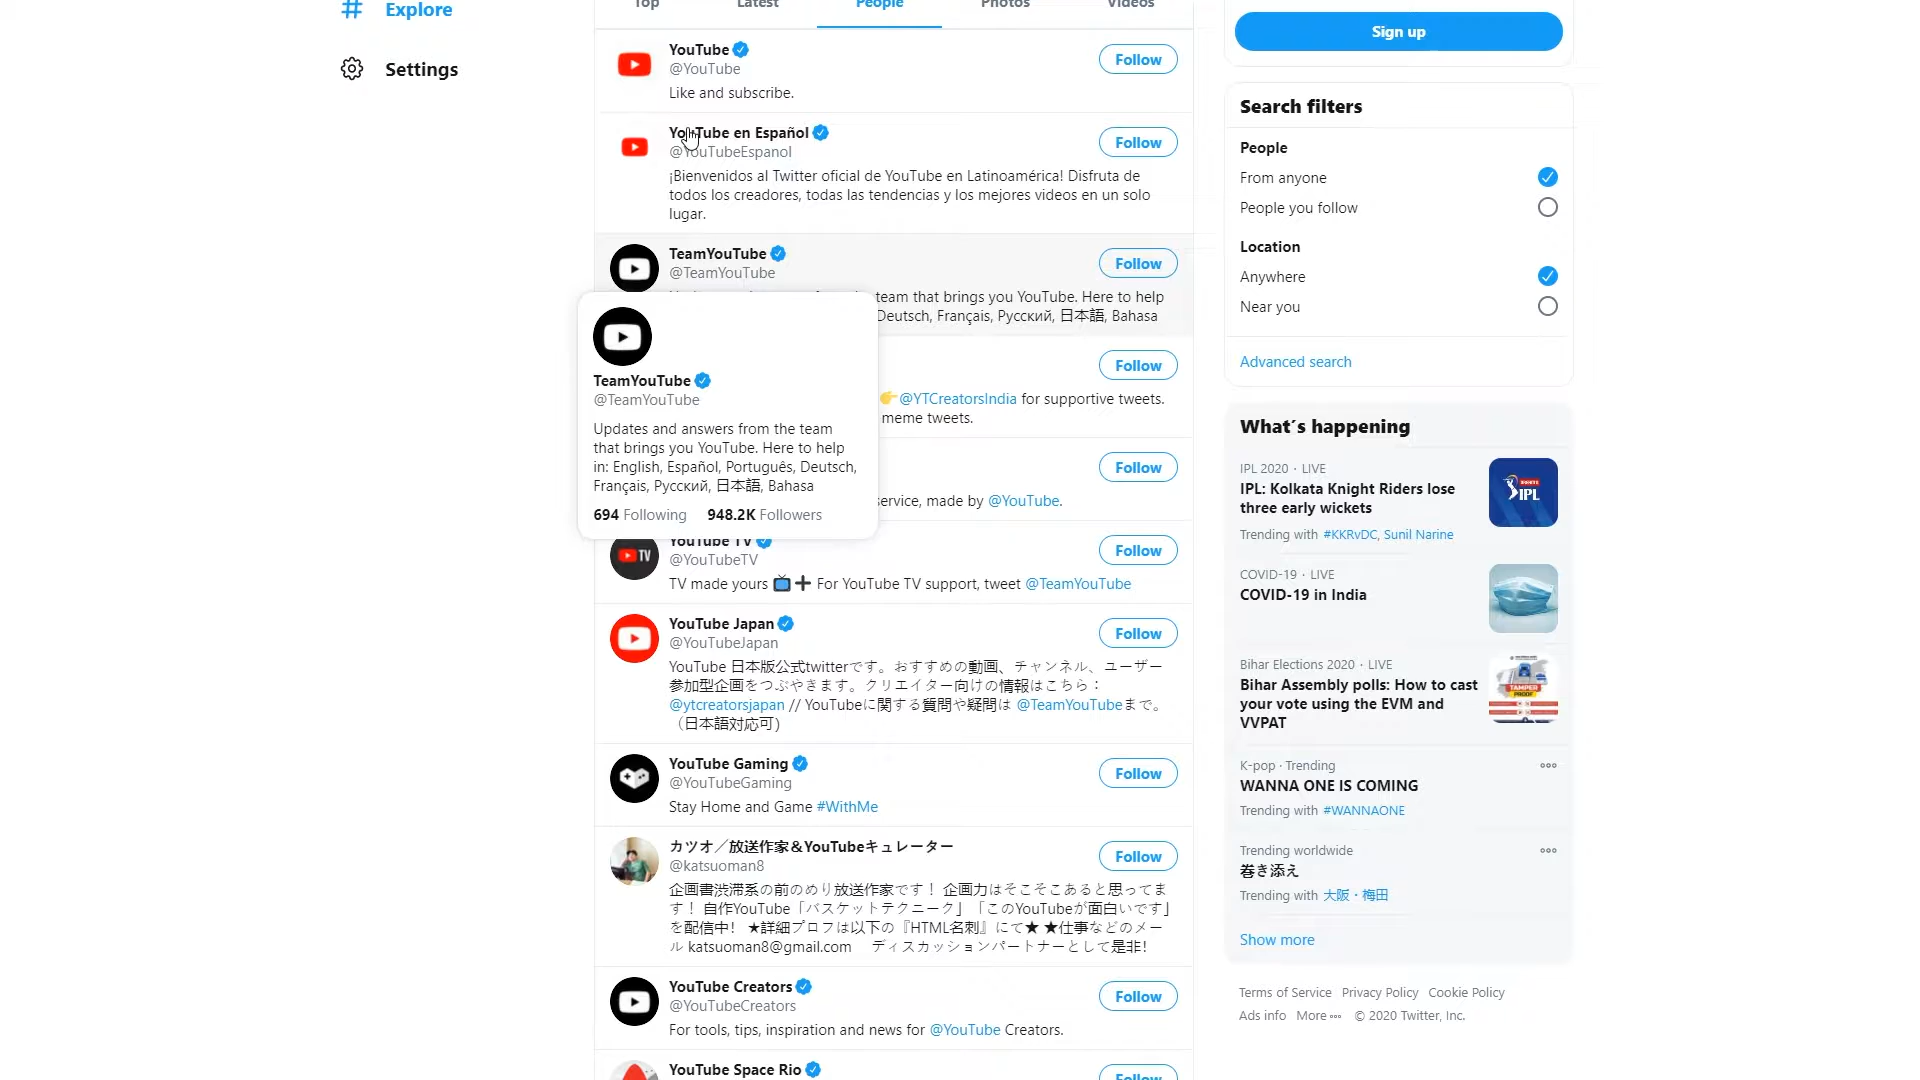 Explore
Settings
Top
Latest
People
Photos
Videos
YouTube
@YouTube
Like and subscribe.
Follow
YouTube en Español
@YouTubeEspanol
¡Bienvenidos al Twitter oficial de YouTube en Latinoamérica! Disfruta de
todos los creadores, todas las tendencias y los mejores videos en un solo
lugar.
Follow
TeamYouTube
@TeamYouTube
team that brings you YouTube. Here to help
Deutsch, Français, Русский, 日本語, Bahasa
Follow
TeamYouTube
@TeamYouTube
Updates and answers from the team
that brings you YouTube. Here to help
in: English, Español, Português, Deutsch,
Français, Русский, 日本語, Bahasa
694 Following 948.2K Followers
Follow
👉@YTCreatorsIndia for supportive tweets.
meme tweets.
Follow
service, made by @YouTube.
TV
YouTube TV
@YouTubeTV
TV made yours 📺➕ For YouTube TV support, tweet @TeamYouTube
Follow
YouTube Japan
@YouTubeJapan
YouTube 日本版公式twitterです。おすすめの動画、チャンネル、ユーザー
参加型企画をつぶやきます。クリエイター向けの情報はこちら：
@ytcreatorsjapan // YouTubeに関する質問や疑問は @TeamYouTubeまで。
（日本語対応可）
Follow
YouTube Gaming
@YouTubeGaming
Stay Home and Game #WithMe
Follow
カツオ／放送作家＆YouTubeキュレーター
@katsuoman8
企画書渋滞系の前のめり放送作家です！ 企画力はそこそこあると思ってま
す！ 自作YouTube「バスケットテクニーク」「このYouTubeが面白いです」
を配信中！ ★詳細プロフは以下の『HTML名刺』にて★ ★仕事などのメー
ル katsuoman8@gmail.com ディスカッションパートナーとして是非！
Follow
YouTube Creators
@YouTubeCreators
For tools, tips, inspiration and news for @YouTube Creators.
Follow
YouTube Space Rio
Follow
Sign up
Search filters
People
From anyone
People you follow
Location
Anywhere
Near you
Advanced search
What's happening
IPL 2020 · LIVE
IPL: Kolkata Knight Riders lose
three early wickets
Trending with #KKRvDC, Sunil Narine
IPL
COVID-19 · LIVE
COVID-19 in India
Bihar Elections 2020 · LIVE
Bihar Assembly polls: How to cast
your vote using the EVM and
VVPAT
TAMPER
PROOF
K-pop · Trending
WANNA ONE IS COMING
Trending with #WANNAONE
Trending worldwide
巻き添え
Trending with 大阪・梅田
Show more
Terms of Service Privacy Policy Cookie Policy
Ads info More © 2020 Twitter, Inc.